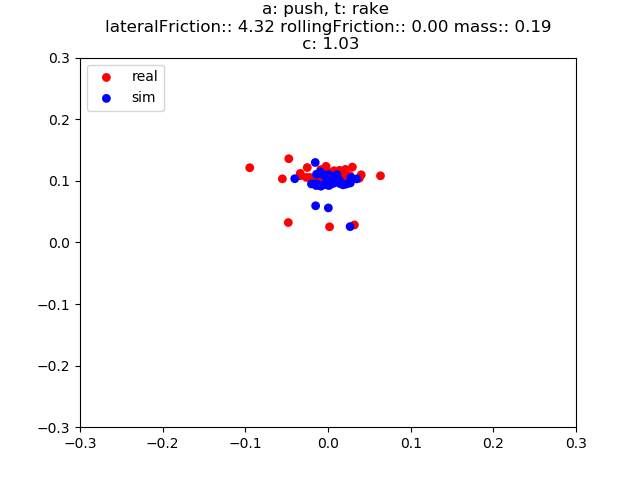 a: push, t: rake
lateralFriction:: 4.32 rollingFriction:: 0.00 mass:: 0.19
c: 1.03
real
sim
0.3
0.2
0.1
0.0
−0.1
−0.2
−0.3
−0.3 −0.2 −0.1 0.0 0.1 0.2 0.3